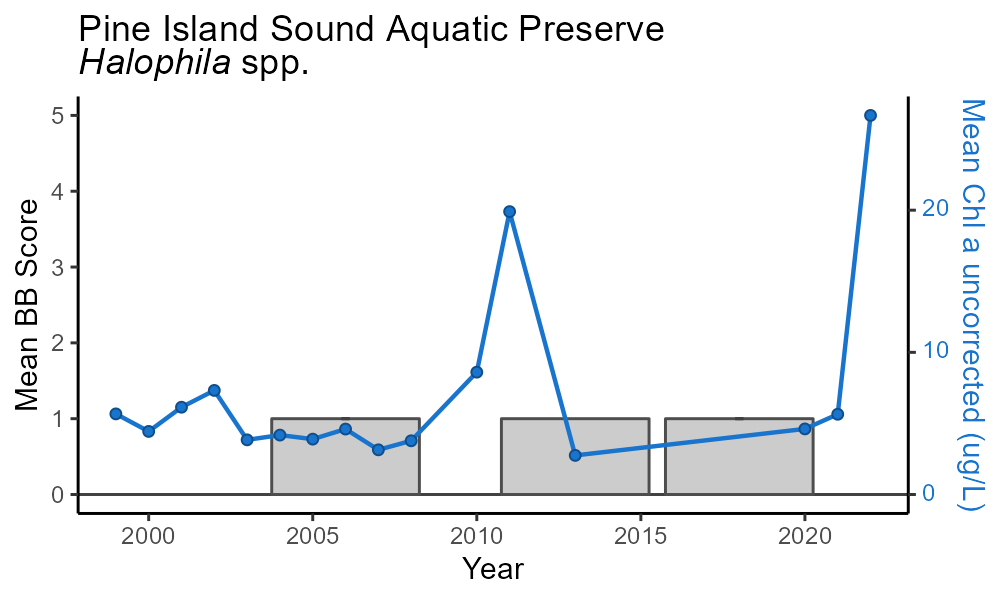 Pine Island Sound Aquatic Preserve
Halophila spp.
Mean BB Score
5
4
3
2
1
0
20
10
0
Mean Chl a uncorrected (ug/L)
2000 2005 2010 2015 2020
Year